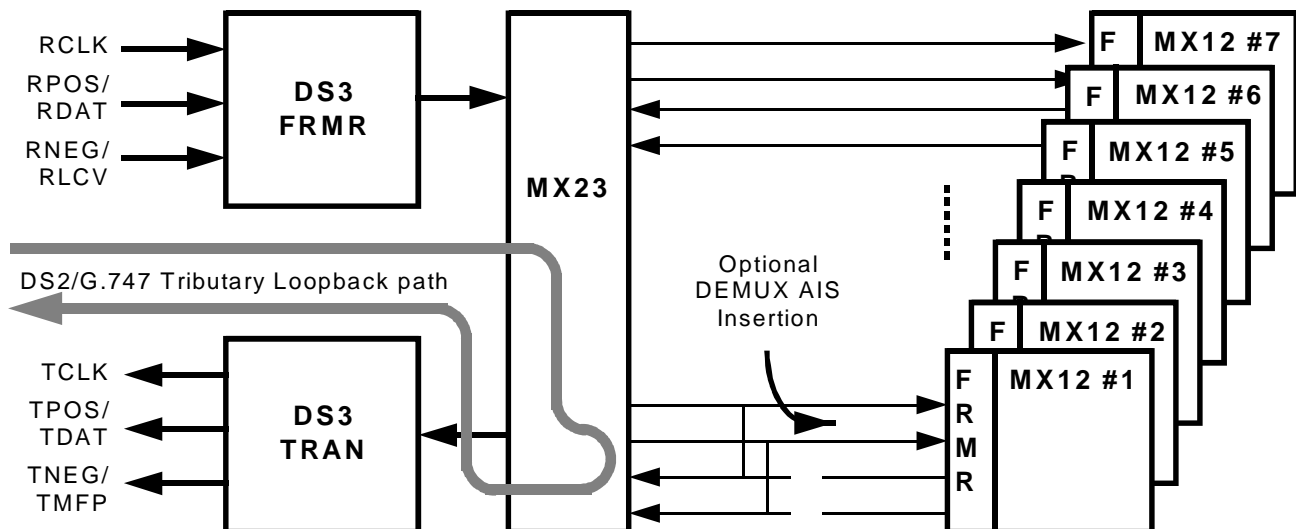 RCLK
RPOS/
RDAT
RNEG/
RLCV
DS3
FRMR
MX23
F
MX12 #7
F
MX12 #6
F
R
MX12 #5
F
R
MX12 #4
F
R
MX12 #3
F
MX12 #2
F
R
M
R
MX12 #1
DS2/G.747 Tributary Loopback path
Optional
DEMUX AIS
Insertion
TCLK
TPOS/
TDAT
TNEG/
TMFP
DS3
TRAN